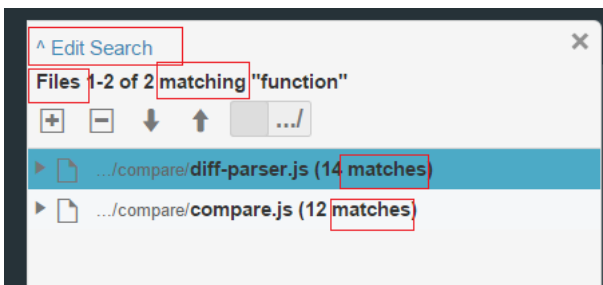 ^ Edit Search
Files 1-2 of 2 matching "function"
.../
.../compare/diff-parser.js (14 matches)
.../compare/compare.js (12 matches)